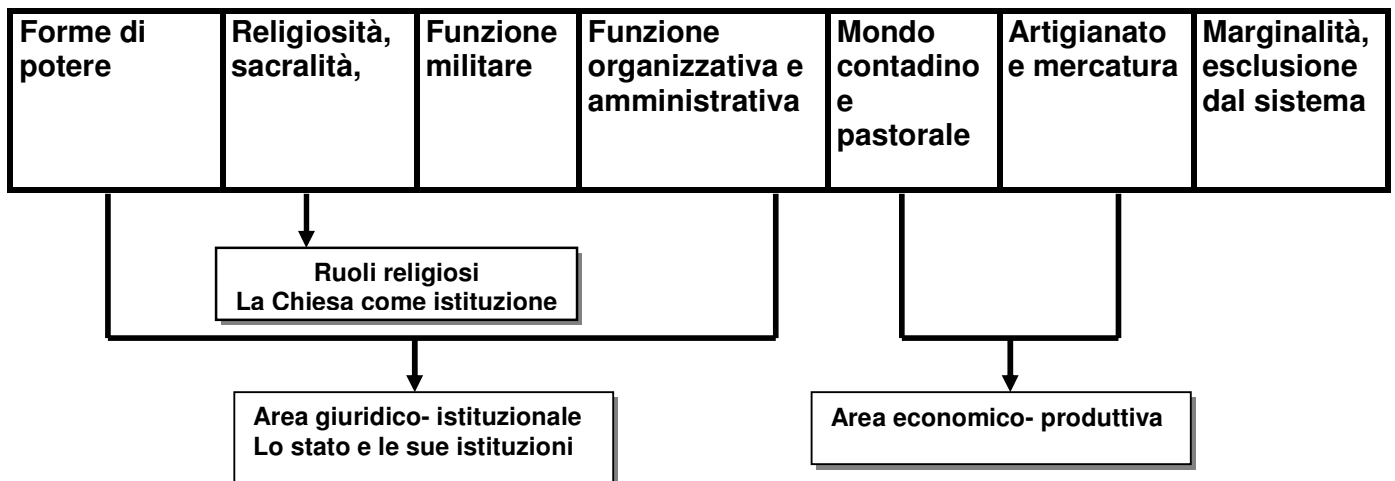 Forme di
potere
Religiosità,
sacralità,
Funzione
militare
Funzione
organizzativa e
amministrativa
Mondo
contadino
e
pastorale
Artigianato
e mercatura
Marginalità,
esclusione
dal sistema
Ruoli religiosi
La Chiesa come istituzione
Area giuridico- istituzionale
Lo stato e le sue istituzioni
Area economico- produttiva